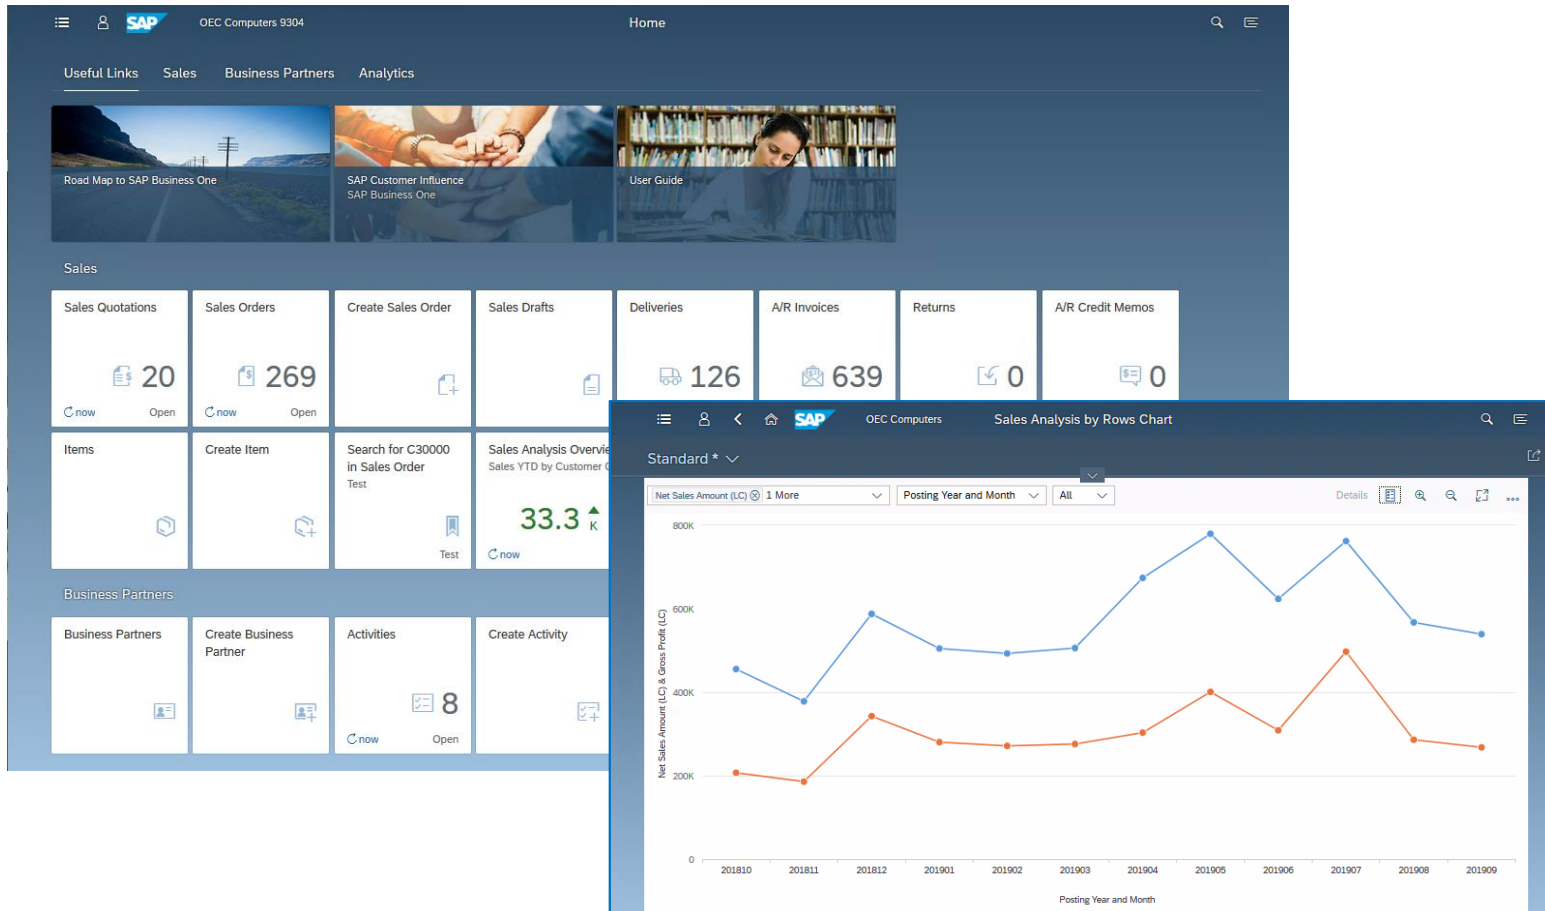 SAP OEC Computers 9304 Home
Useful Links Sales Business Partners Analytics
Road Map to SAP Business One
SAP Customer Influence
SAP Business One
User Guide
Sales
Sales Quotations
20
now Open
Sales Orders
269
now Open
Create Sales Order
Sales Drafts
Deliveries
126
A/R Invoices
639
Returns
0
A/R Credit Memos
0
Items
Create Item
Search for C30000
in Sales Order
Test
Test
Sales Analysis Overvie
Sales YTD by Customer
33.3
K
now
Business Partners
Business Partners
Create Business
Partner
Activities
8
now Open
Create Activity
SAP OEC Computers Sales Analysis by Rows Chart
Standard *
Net Sales Amount (LC) 1 More Posting Year and Month All Details
Net Sales Amount (LC) & Gross Profit (LC)
800K
600K
400K
200K
0
201810 201811 201812 201901 201902 201903 201904 201905 201906 201907 201908 201909
Posting Year and Month